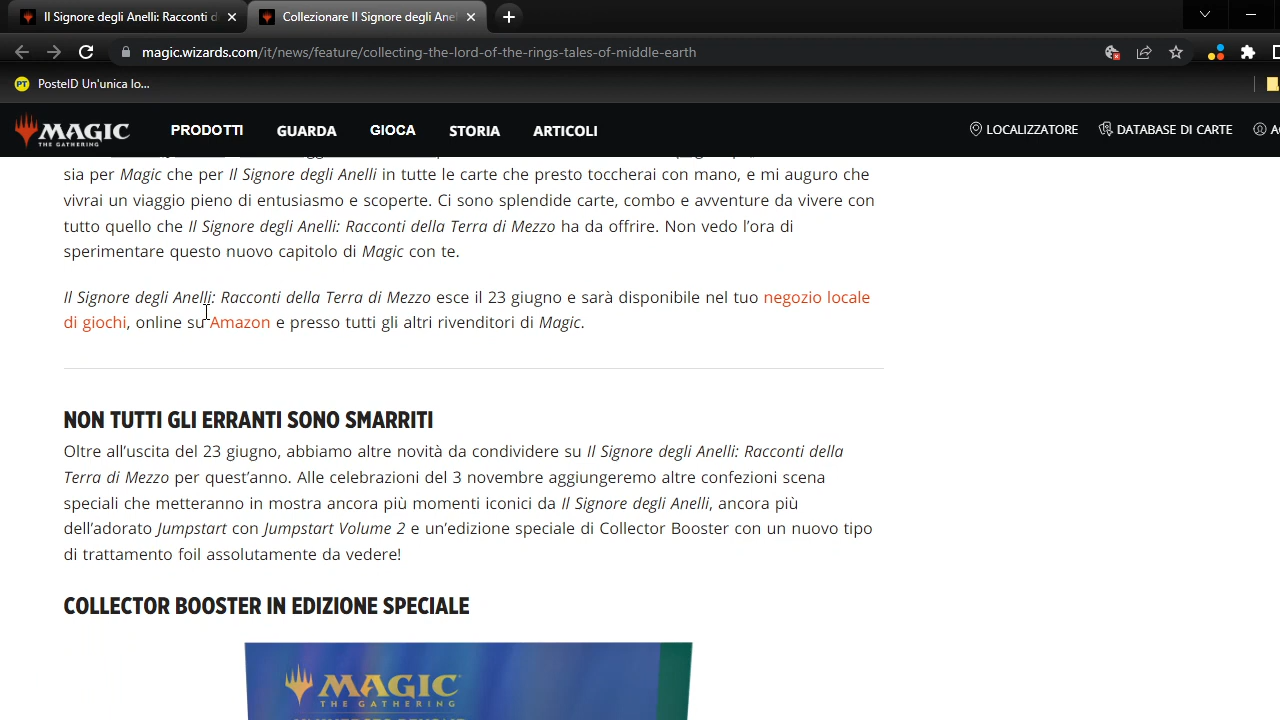 Il Signore degli Anelli: Racconti d
Collezionare Il Signore degli Anel
magic.wizards.com/it/news/feature/collecting-the-lord-of-the-rings-tales-of-middle-earth
PosteID Un'unica Io...
MAGIC
THE GATHERING
PRODOTTI
GUARDA
GIOCA
STORIA
ARTICOLI
LOCALIZZATORE
DATABASE DI CARTE
sia per Magic che per Il Signore degli Anelli in tutte le carte che presto toccherai con mano, e mi auguro che
vivrai un viaggio pieno di entusiasmo e scoperte. Ci sono splendide carte, combo e avventure da vivere con
tutto quello che Il Signore degli Anelli: Racconti della Terra di Mezzo ha da offrire. Non vedo l’ora di
sperimentare questo nuovo capitolo di Magic con te.
Il Signore degli Anelli: Racconti della Terra di Mezzo esce il 23 giugno e sarà disponibile nel tuo negozio locale
di giochi, online su Amazon e presso tutti gli altri rivenditori di Magic.
NON TUTTI GLI ERRANTI SONO SMARRITI
Oltre all’uscita del 23 giugno, abbiamo altre novità da condividere su Il Signore degli Anelli: Racconti della
Terra di Mezzo per quest’anno. Alle celebrazioni del 3 novembre aggiungeremo altre confezioni scena
speciali che metteranno in mostra ancora più momenti iconici da Il Signore degli Anelli, ancora più
dell’adorato Jumpstart con Jumpstart Volume 2 e un’edizione speciale di Collector Booster con un nuovo tipo
di trattamento foil assolutamente da vedere!
COLLECTOR BOOSTER IN EDIZIONE SPECIALE
MAGIC
THE GATHERING